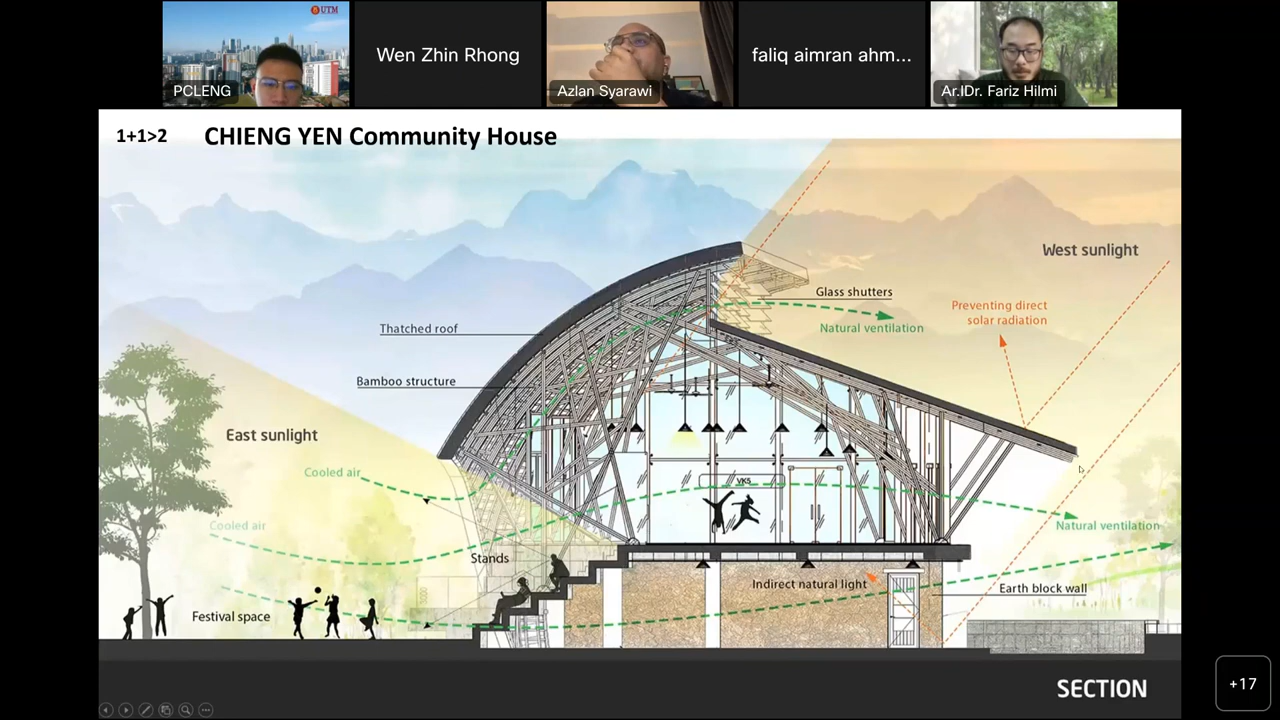 UTM
PCLENG
Wen Zhin Rhong
Azlan Syarawi
faliq aimran ahm...
Ar.IDr. Fariz Hilmi
1+1>2
CHIENG YEN Community House
West sunlight
Glass shutters
Preventing direct
solar radiation
Natural ventilation
Thatched roof
Bamboo structure
East sunlight
Cooled air
VK5
Cooled air
Natural ventilation
Stands
Indirect natural light
Earth block wall
Festival space
SECTION
+17